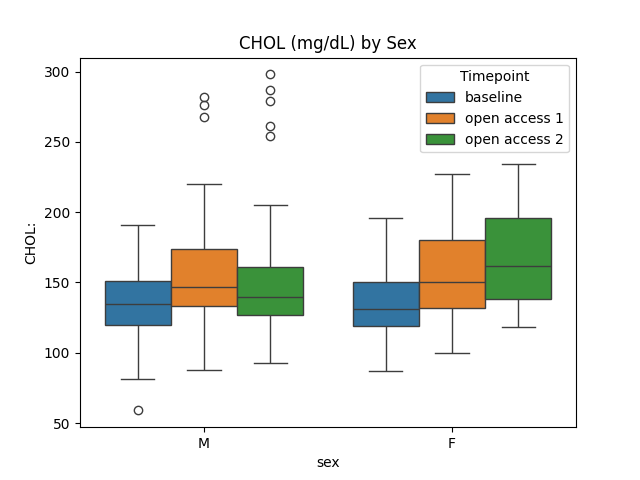 CHOL (mg/dL) by Sex
Timepoint
baseline
open access 1
open access 2
300
250
200
150
100
50
CHOL:
M
F
sex